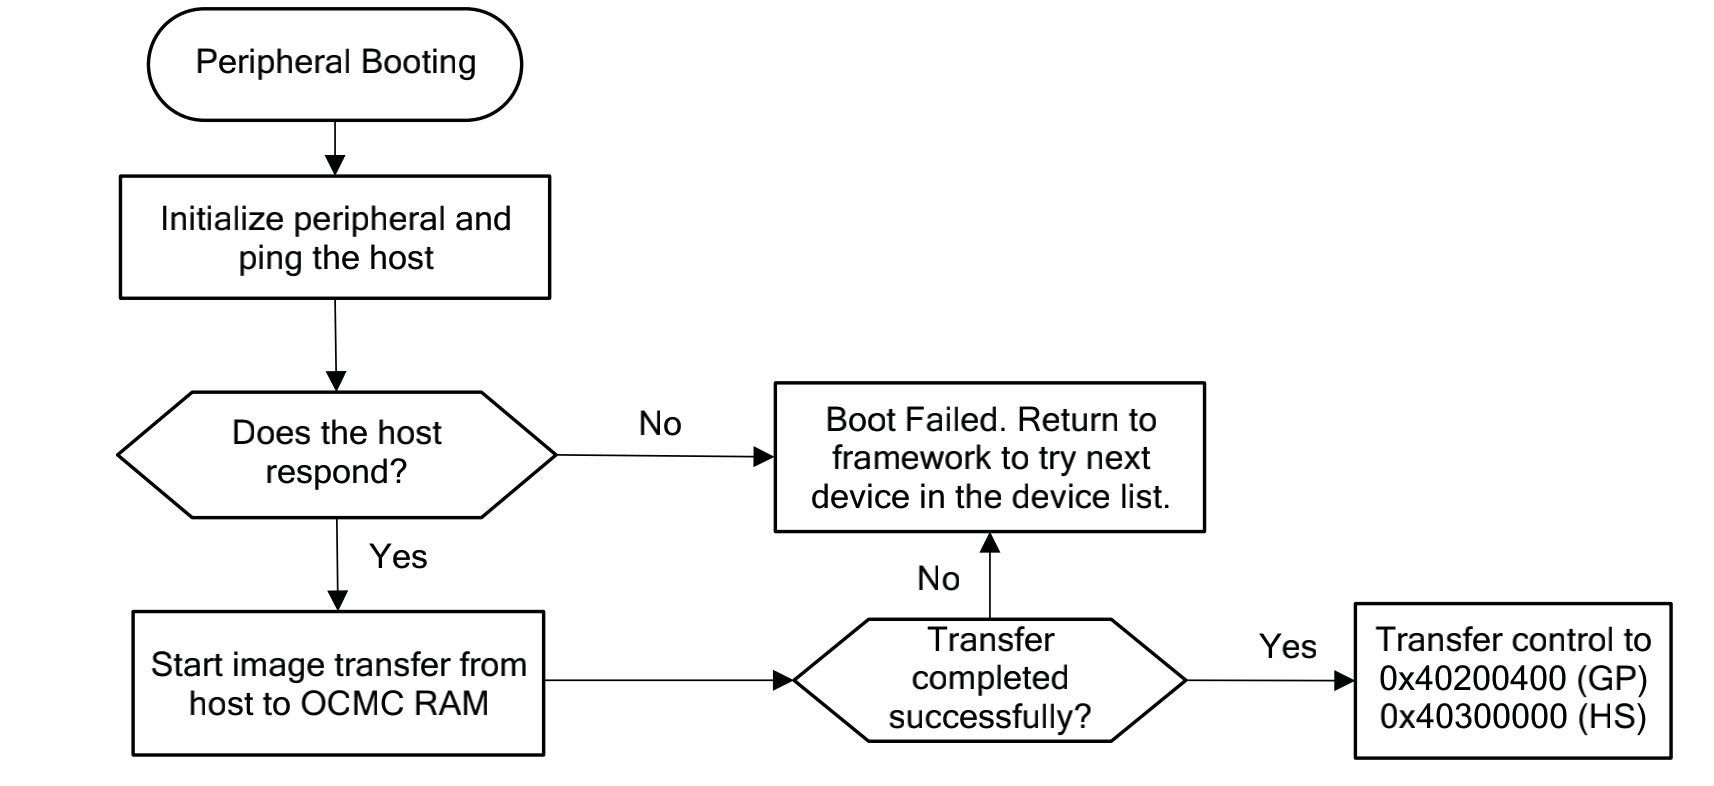 Peripheral Booting
Initialize peripheral and
ping the host
Does the host
respond?
No
Boot Failed. Return to
framework to try next
device in the device list.
Yes
No
Start image transfer from
host to OCMC RAM
Transfer
completed
successfully?
Yes
Transfer control to
0x40200400 (GP)
0x40300000 (HS)